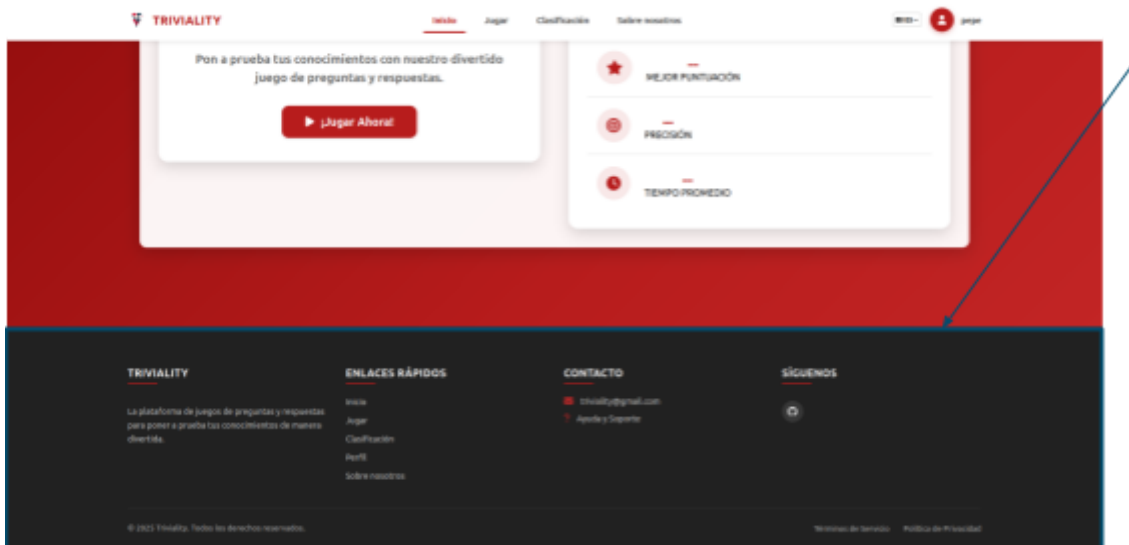 TRIVIALITY
Inicio Jugar Clasificación Sobre nosotros
pepe
Pon a prueba tus conocimientos con nuestro divertido
juego de preguntas y respuestas.
¡Jugar Ahora!
MEJOR PUNTUACIÓN
PRECISIÓN
TIEMPO PROMEDIO
TRIVIALITY
La plataforma de juegos de preguntas y respuestas
para poner a prueba tus conocimientos de manera
divertida.
ENLACES RÁPIDOS
Inicio
Jugar
Clasificación
Perfil
Sobre nosotros
CONTACTO
triviality@gmail.com
Ayuda y Soporte
SÍGUENOS
© 2025 Triviality. Todos los derechos reservados.
Términos de Servicio Política de Privacidad